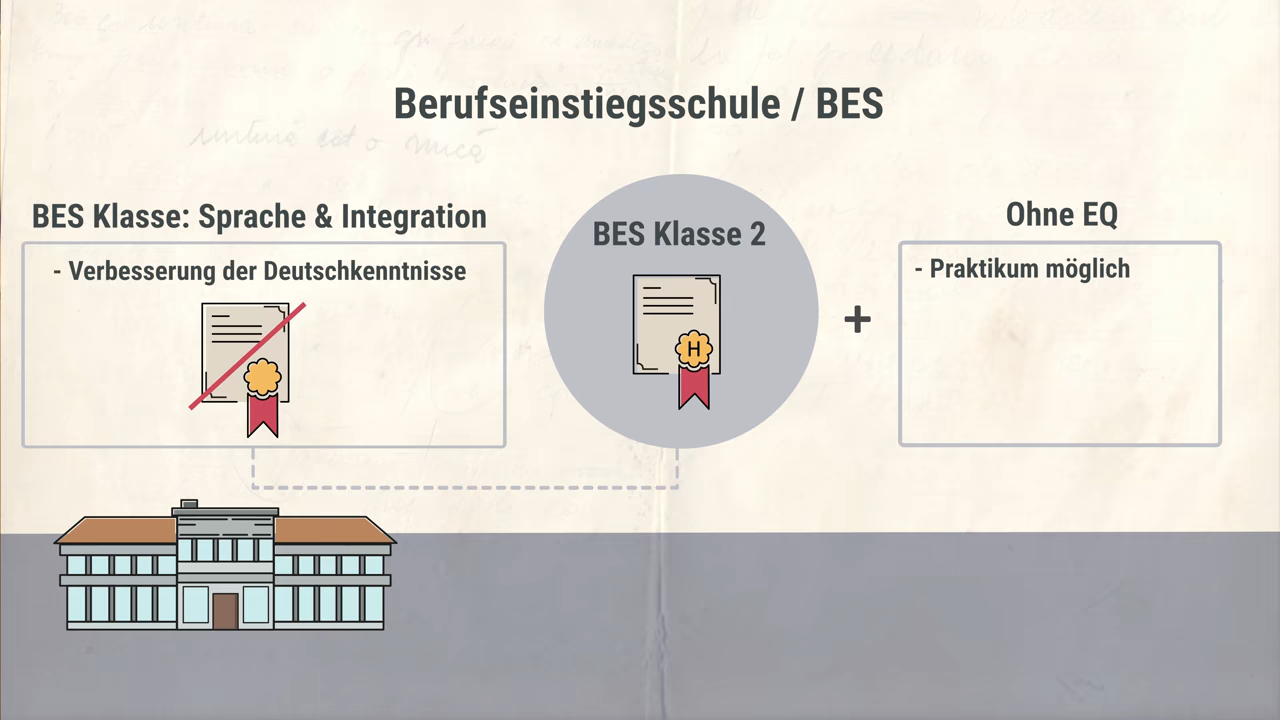 Berufseinstiegsschule / BES
BES Klasse: Sprache & Integration
- Verbesserung der Deutschkenntnisse
BES Klasse 2
H
+
Ohne EQ
- Praktikum möglich